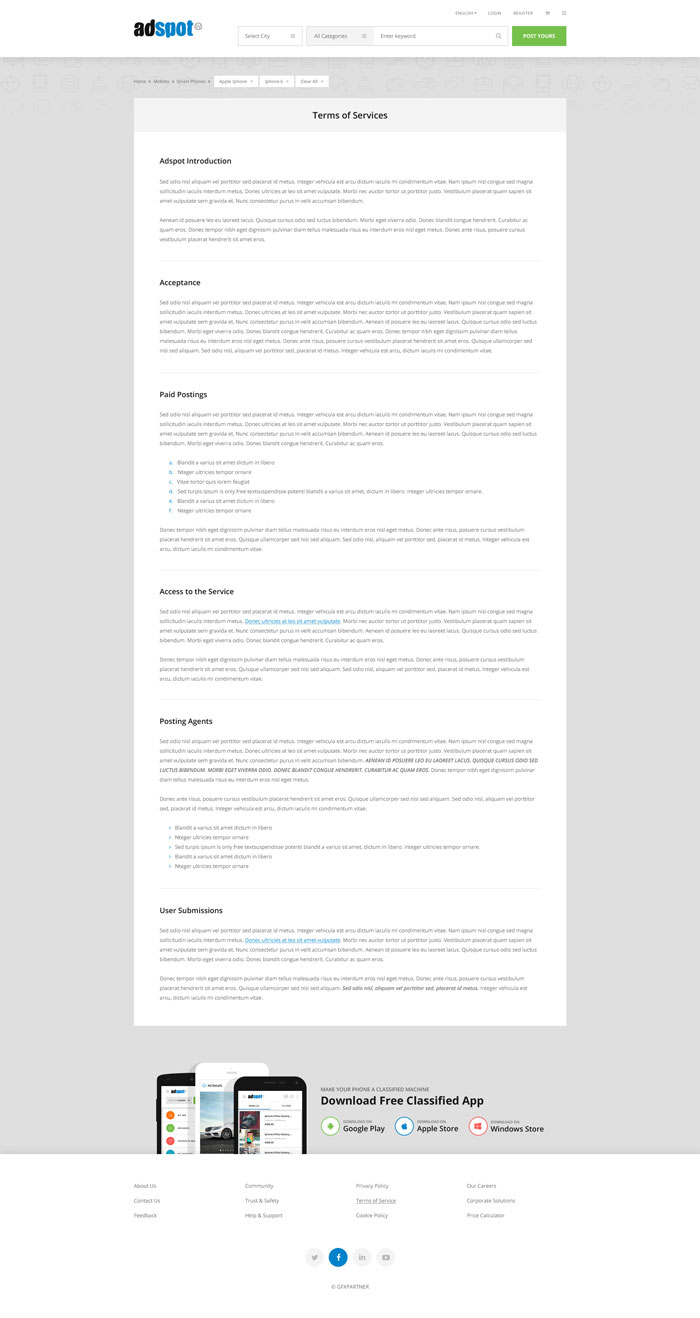 ENGLISH
LOGIN
REGISTER
adspot
Select City
All Categories
Enter keyword
POST YOURS
Home
Mobiles
Smart Phones
Apple Iphone ×
Iphone 6 ×
Clear All ×
Terms of Services
Adspot Introduction
Sed odio nisl aliquam vel porttitor sed placerat id metus. Integer vehicula est arcu dictum iaculis mi condimentum vitae. Nam ipsum nisl congue sed magna
sollicitudin iaculis interdum metus. Donec ultricies at leo sit amet vulputate. Morbi nec auctor tortor ut porttitor justo. Vestibulum placerat quam sapien sit
amet vulputate sem gravida et. Nunc consectetur purus in velit accumsan bibendum.
Aenean id posuere leo eu laoreet lacus. Quisque cursus odio sed luctus bibendum. Morbi eget viverra odio. Donec blandit congue hendrerit. Curabitur ac
quam eros. Donec tempor nibh eget dignissim pulvinar diam tellus malesuada risus eu interdum eros nisl eget metus. Donec ante risus, posuere cursus
vestibulum placerat hendrerit sit amet eros.
Acceptance
Sed odio nisl aliquam vel porttitor sed placerat id metus. Integer vehicula est arcu dictum iaculis mi condimentum vitae. Nam ipsum nisl congue sed magna
sollicitudin iaculis interdum metus. Donec ultricies at leo sit amet vulputate. Morbi nec auctor tortor ut porttitor justo. Vestibulum placerat quam sapien sit
amet vulputate sem gravida et. Nunc consectetur purus in velit accumsan bibendum. Aenean id posuere leo eu laoreet lacus. Quisque cursus odio sed luctus
bibendum. Morbi eget viverra odio. Donec blandit congue hendrerit. Curabitur ac quam eros. Donec tempor nibh eget dignissim pulvinar diam tellus
malesuada risus eu interdum eros nisl eget metus. Donec ante risus, posuere cursus vestibulum placerat hendrerit sit amet eros. Quisque ullamcorper sed
nisi sed aliquam. Sed odio nisl, aliquam vel porttitor sed, placerat id metus. Integer vehicula est arcu, dictum iaculis mi condimentum vitae.
Paid Postings
Sed odio nisl aliquam vel porttitor sed placerat id metus. Integer vehicula est arcu dictum iaculis mi condimentum vitae. Nam ipsum nisl congue sed magna
sollicitudin iaculis interdum metus. Donec ultricies at leo sit amet vulputate. Morbi nec auctor tortor ut porttitor justo. Vestibulum placerat quam sapien sit
amet vulputate sem gravida et. Nunc consectetur purus in velit accumsan bibendum. Aenean id posuere leo eu laoreet lacus. Quisque cursus odio sed luctus
bibendum. Morbi eget viverra odio. Donec blandit congue hendrerit. Curabitur ac quam eros.
a. Blandit a varius sit amet dictum in libero
b. Nteger ultricies tempor ornare
c. Vitae tortor quis lorem feugiat
d. Sed turpis ipsum is only free textsuspendisse potenti blandit a varius sit amet, dictum in libero. Integer ultricies tempor ornare.
e. Blandit a varius sit amet dictum in libero
f. Nteger ultricies tempor ornare
Donec tempor nibh eget dignissim pulvinar diam tellus malesuada risus eu interdum eros nisl eget metus. Donec ante risus, posuere cursus vestibulum
placerat hendrerit sit amet eros. Quisque ullamcorper sed nisi sed aliquam. Sed odio nisl, aliquam vel porttitor sed, placerat id metus. Integer vehicula est
arcu, dictum iaculis mi condimentum vitae.
Access to the Service
Sed odio nisl aliquam vel porttitor sed placerat id metus. Integer vehicula est arcu dictum iaculis mi condimentum vitae. Nam ipsum nisl congue sed magna
sollicitudin iaculis interdum metus. Donec ultricies at leo sit amet vulputate. Morbi nec auctor tortor ut porttitor justo. Vestibulum placerat quam sapien sit
amet vulputate sem gravida et. Nunc consectetur purus in velit accumsan bibendum. Aenean id posuere leo eu laoreet lacus. Quisque cursus odio sed luctus
bibendum. Morbi eget viverra odio. Donec blandit congue hendrerit. Curabitur ac quam eros.
Donec tempor nibh eget dignissim pulvinar diam tellus malesuada risus eu interdum eros nisl eget metus. Donec ante risus, posuere cursus vestibulum
placerat hendrerit sit amet eros. Quisque ullamcorper sed nisi sed aliquam. Sed odio nisl, aliquam vel porttitor sed, placerat id metus. Integer vehicula est
arcu, dictum iaculis mi condimentum vitae.
Posting Agents
Sed odio nisl aliquam vel porttitor sed placerat id metus. Integer vehicula est arcu dictum iaculis mi condimentum vitae. Nam ipsum nisl congue sed magna
sollicitudin iaculis interdum metus. Donec ultricies at leo sit amet vulputate. Morbi nec auctor tortor ut porttitor justo. Vestibulum placerat quam sapien sit
amet vulputate sem gravida et. Nunc consectetur purus in velit accumsan bibendum. AENEAN ID POSUERE LEO EU LAOREET LACUS. QUISQUE CURSUS ODIO SED
LUCTUS BIBENDUM. MORBI EGET VIVERRA ODIO. DONEC BLANDIT CONGUE HENDRERIT. CURABITUR AC QUAM EROS. Donec tempor nibh eget dignissim pulvinar
diam tellus malesuada risus eu interdum eros nisl eget metus.
Donec ante risus, posuere cursus vestibulum placerat hendrerit sit amet eros. Quisque ullamcorper sed nisi sed aliquam. Sed odio nisl, aliquam vel porttitor
sed, placerat id metus. Integer vehicula est arcu, dictum iaculis mi condimentum vitae.
Blandit a varius sit amet dictum in libero
Nteger ultricies tempor ornare
Sed turpis ipsum is only free textsuspendisse potenti blandit a varius sit amet, dictum in libero. Integer ultricies tempor ornare.
Blandit a varius sit amet dictum in libero
Nteger ultricies tempor ornare
User Submissions
Sed odio nisl aliquam vel porttitor sed placerat id metus. Integer vehicula est arcu dictum iaculis mi condimentum vitae. Nam ipsum nisl congue sed magna
sollicitudin iaculis interdum metus. Donec ultricies at leo sit amet vulputate. Morbi nec auctor tortor ut porttitor justo. Vestibulum placerat quam sapien sit
amet vulputate sem gravida et. Nunc consectetur purus in velit accumsan bibendum. Aenean id posuere leo eu laoreet lacus. Quisque cursus odio sed luctus
bibendum. Morbi eget viverra odio. Donec blandit congue hendrerit. Curabitur ac quam eros.
Donec tempor nibh eget dignissim pulvinar diam tellus malesuada risus eu interdum eros nisl eget metus. Donec ante risus, posuere cursus vestibulum
placerat hendrerit sit amet eros. Quisque ullamcorper sed nisi sed aliquam. Sed odio nisl, aliquam vel porttitor sed, placerat id metus. Integer vehicula est
arcu, dictum iaculis mi condimentum vitae.
adspot
Ad Details
adspot
MAKE YOUR PHONE A CLASSIFIED MACHINE
Download Free Classified App
DOWNLOAD ON
Google Play
DOWNLOAD ON
Apple Store
DOWNLOAD ON
Windows Store
About Us
Community
Privacy Policy
Our Careers
Contact Us
Trust & Safety
Terms of Service
Corporate Solutions
Feedback
Help & Support
Cookie Policy
Price Calculator
© GFXPARTNER